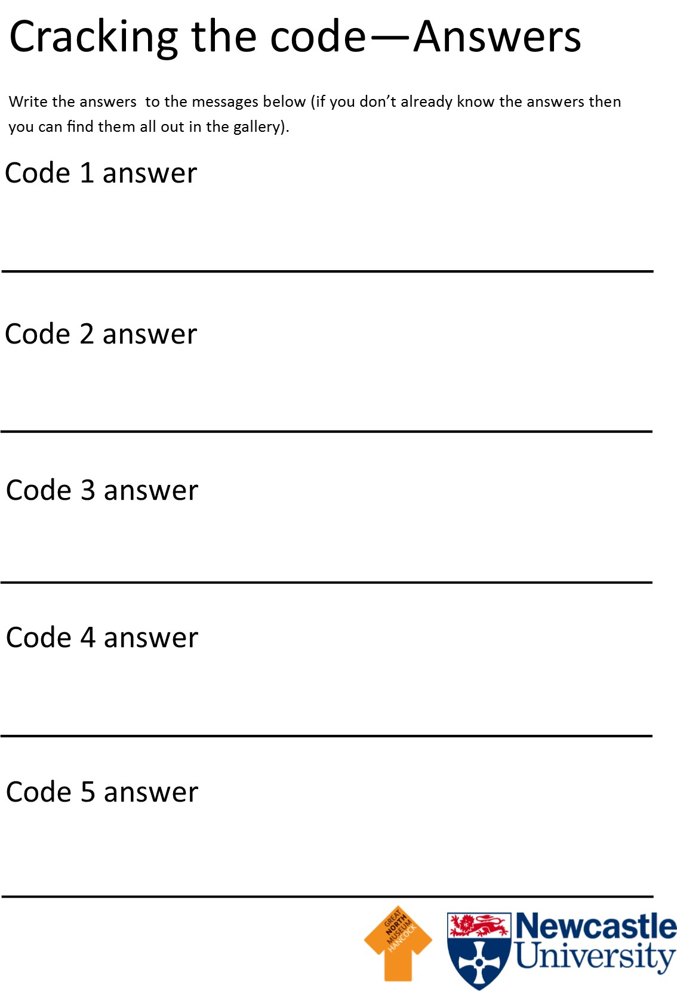 Cracking the code—Answers
Write the answers  to the messages below (if you don’t already know the answers then
you can find them all out in the gallery).
Code 1 answer
Code 2 answer
Code 3 answer
Code 4 answer
Code 5 answer
GREAT
NORTH
MUSEUM
HANCOCK
Newcastle
University